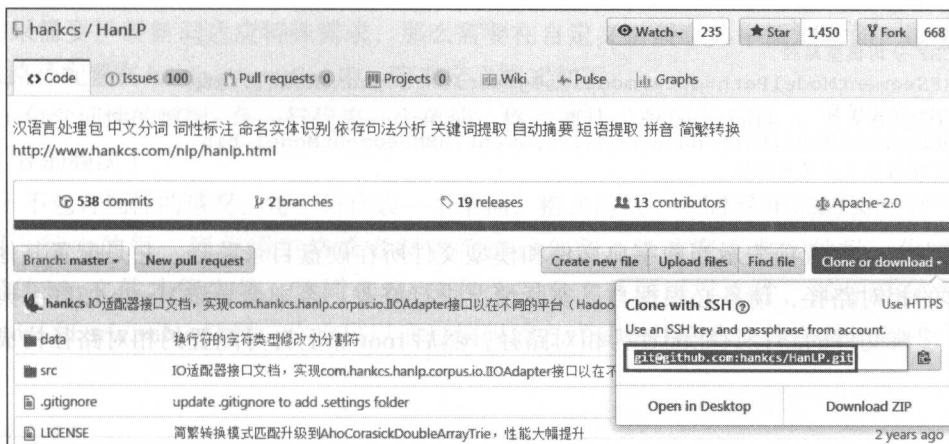 hankcs / HanLP
Watch 235 Star 1,450 Fork 668
Code Issues 100 Pull requests 0 Projects 0 Wiki Pulse Graphs
汉语言处理包 中文分词 词性标注 命名实体识别 依存句法分析 关键词提取 自动摘要 短语提取 拼音 简繁转换
http://www.hankcs.com/nlp/hanlp.html
538 commits 2 branches 19 releases 13 contributors Apache-2.0
Branch: master New pull request Create new file Upload files Find file Clone or download
hankcs IO适配器接口文档，实现com.hankcs.hanlp.corpus.io.IIOAdapter接口以在不同的平台（Hadoo
Clone with SSH Use HTTPS
Use an SSH key and passphrase from account.
git@github.com:hankcs/HanLP.git
Open in Desktop Download ZIP
data 换行符的字符类型修改为分割符
src IO适配器接口文档，实现com.hankcs.hanlp.corpus.io.IIOAdapter接口以在不
.gitignore update .gitignore to add .settings folder
LICENSE 简繁转换模式匹配升级到AhoCorasickDoubleArrayTrie，性能大幅提升 2 years ago